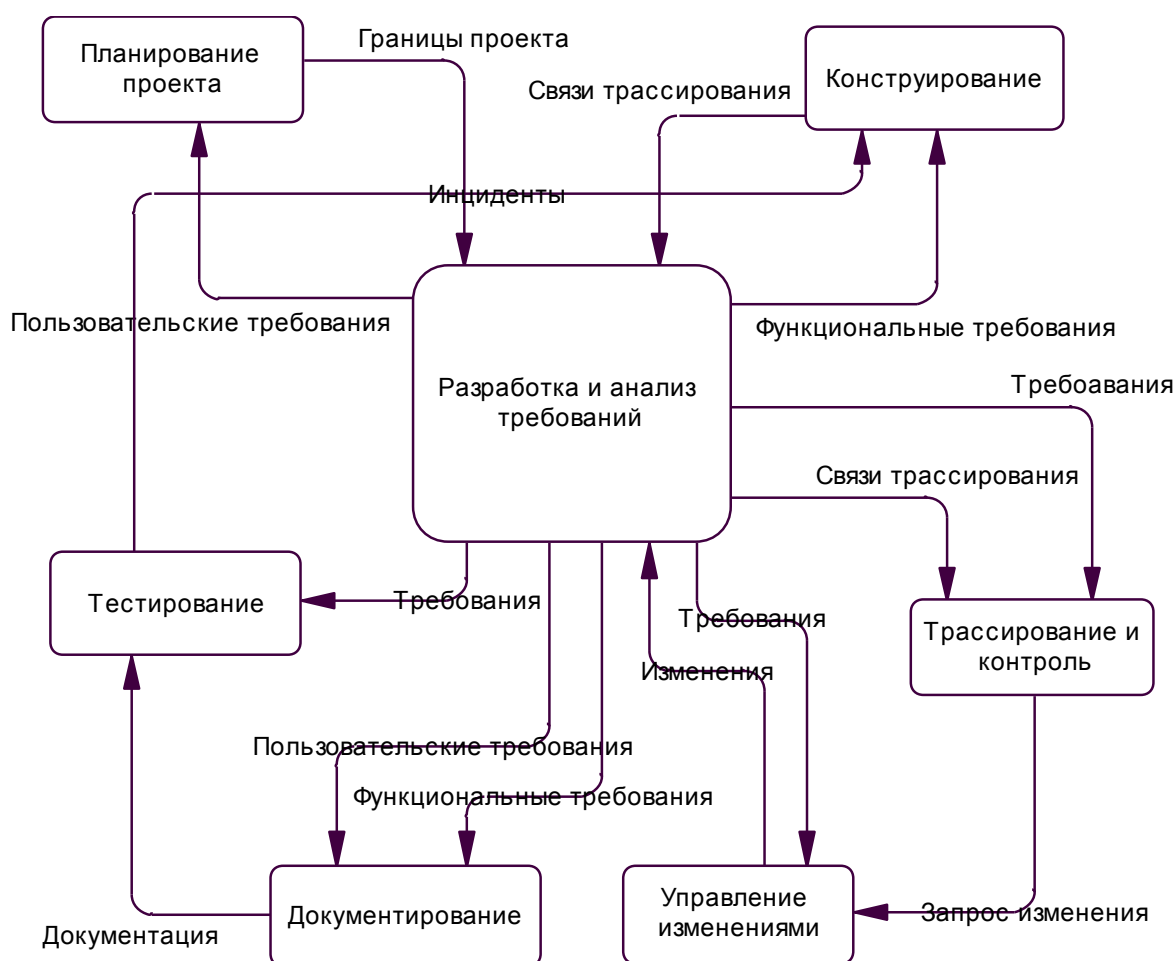 Планирование
проекта
Границы проекта
Связи трассирования
Конструирование
Инциденты
Пользовательские требования
Функциональные требования
Разработка и анализ
требований
Требоавания
Связи трассирования
Тестирование
Требования
Требования
Трассирование и
контроль
Изменения
Пользовательские требования
Функциональные требования
Документирование
Управление
изменениями
Запрос изменения
Документация